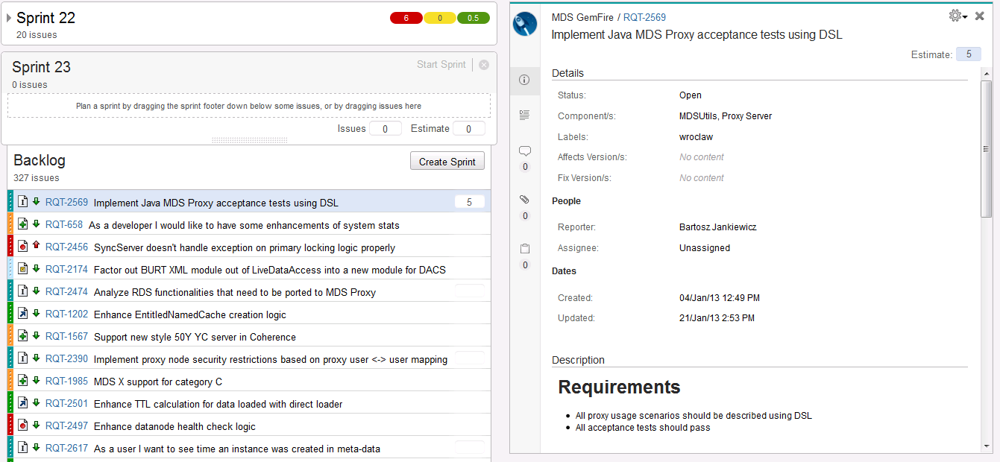 Sprint 22
6 0 0.5
20 issues
Sprint 23
Start Sprint
0 issues
Plan a sprint by dragging the sprint footer down below some issues, or by dragging issues here
Issues 0 Estimate 0
Backlog
Create Sprint
327 issues
RQT-2569 Implement Java MDS Proxy acceptance tests using DSL 5
RQT-658 As a developer I would like to have some enhancements of system stats
RQT-2456 SyncServer doesn't handle exception on primary locking logic properly
RQT-2174 Factor out BURT XML module out of LiveDataAccess into a new module for DACS
RQT-2474 Analyze RDS functionalities that need to be ported to MDS Proxy
RQT-1202 Enhance EntitledNamedCache creation logic
RQT-1567 Support new style 50Y YC server in Coherence
RQT-2390 Implement proxy node security restrictions based on proxy user <-> user mapping
RQT-1985 MDS X support for category C
RQT-2501 Enhance TTL calculation for data loaded with direct loader
RQT-2497 Enhance datanode health check logic
RQT-2617 As a user I want to see time an instance was created in meta-data
MDS GemFire / RQT-2569
Implement Java MDS Proxy acceptance tests using DSL
Estimate: 5
0
0
0
Details
Status: Open
Component/s: MDSUtils, Proxy Server
Labels: wroclaw
Affects Version/s: No content
Fix Version/s: No content
People
Reporter: Bartosz Jankiewicz
Assignee: Unassigned
Dates
Created: 04/Jan/13 12:49 PM
Updated: 21/Jan/13 2:53 PM
Description
Requirements
• All proxy usage scenarios should be described using DSL
• All acceptance tests should pass